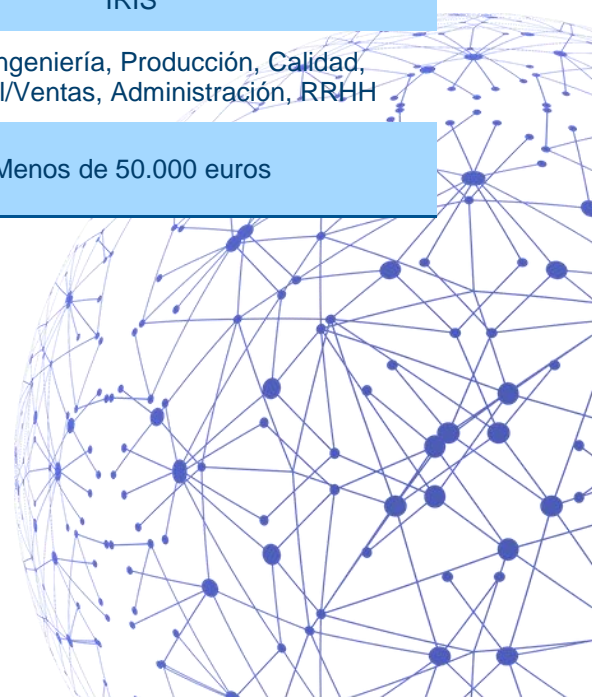 IRIS
ngeniería, Producción, Calidad,
l/Ventas, Administración, RRHH
Menos de 50.000 euros